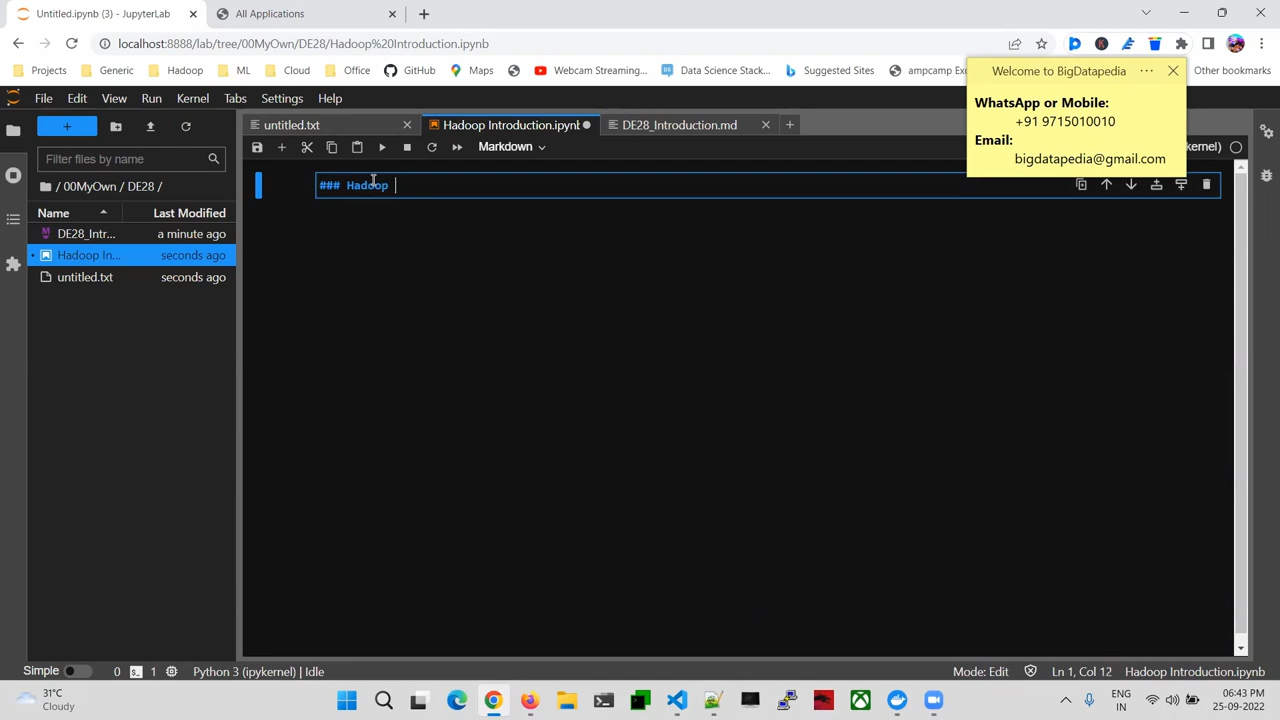 Untitled.ipynb (3) - JupyterLab
All Applications
localhost:8888/lab/tree/00MyOwn/DE28/Hadoop%20Introduction.ipynb
Projects Generic Hadoop ML Cloud Office GitHub Maps Webcam Streaming... Data Science Stack... Suggested Sites ampcamp Exe Other bookmarks
Welcome to BigDatapedia ...
WhatsApp or Mobile:
+91 9715010010
Email:
bigdatapedia@gmail.com
File Edit View Run Kernel Tabs Settings Help
untitled.txt Hadoop Introduction.ipynb DE28_Introduction.md
Markdown
kernel)
Filter files by name
/ 00MyOwn / DE28 /
Name Last Modified
DE28_Intr... a minute ago
Hadoop In... seconds ago
untitled.txt seconds ago
### Hadoop
Simple 0 1 Python 3 (ipykernel) | Idle Mode: Edit Ln 1, Col 12 Hadoop Introduction.ipynb
31°C
Cloudy
ENG
IN
06:43 PM
25-09-2022